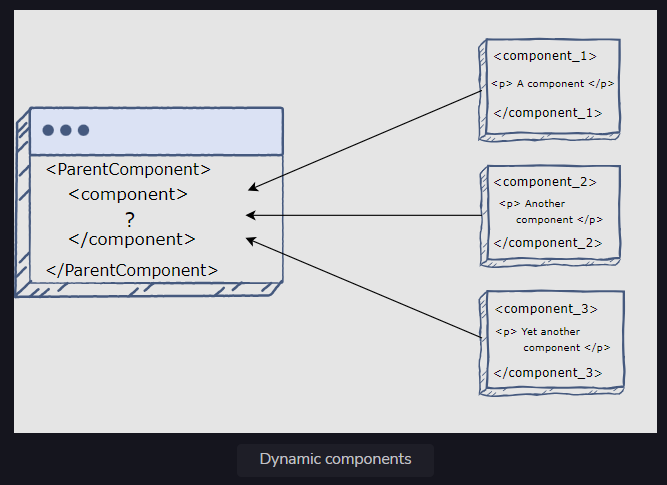 <ParentComponent>
<component>
?
</component>
</ParentComponent>
<component_1>
<p> A component </p>
</component_1>
<component_2>
<p> Another
component </p>
</component_2>
<component_3>
<p> Yet another
component </p>
</component_3>
Dynamic components